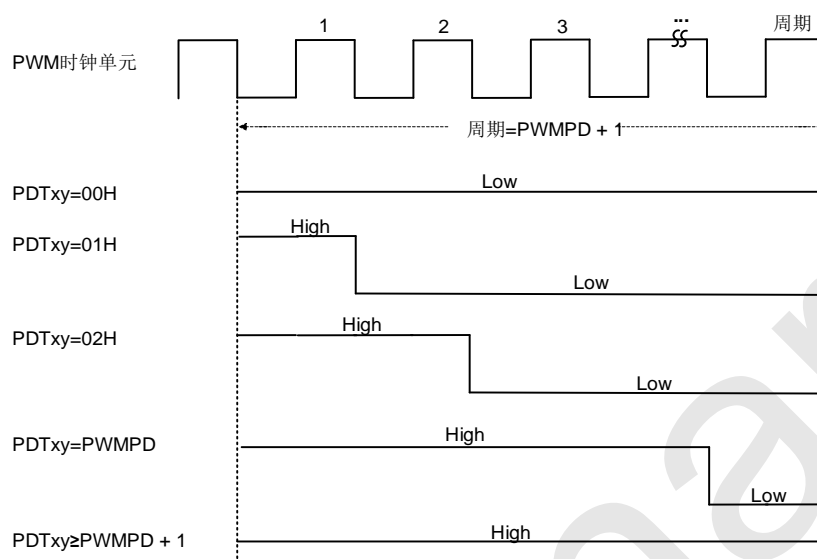 1 2 3 ... 周期
PWM时钟单元
周期=PWMPD + 1
PDTxy=00H Low
PDTxy=01H High
Low
PDTxy=02H High
Low
PDTxy=PWMPD High
Low
PDTxy≥PWMPD + 1 High